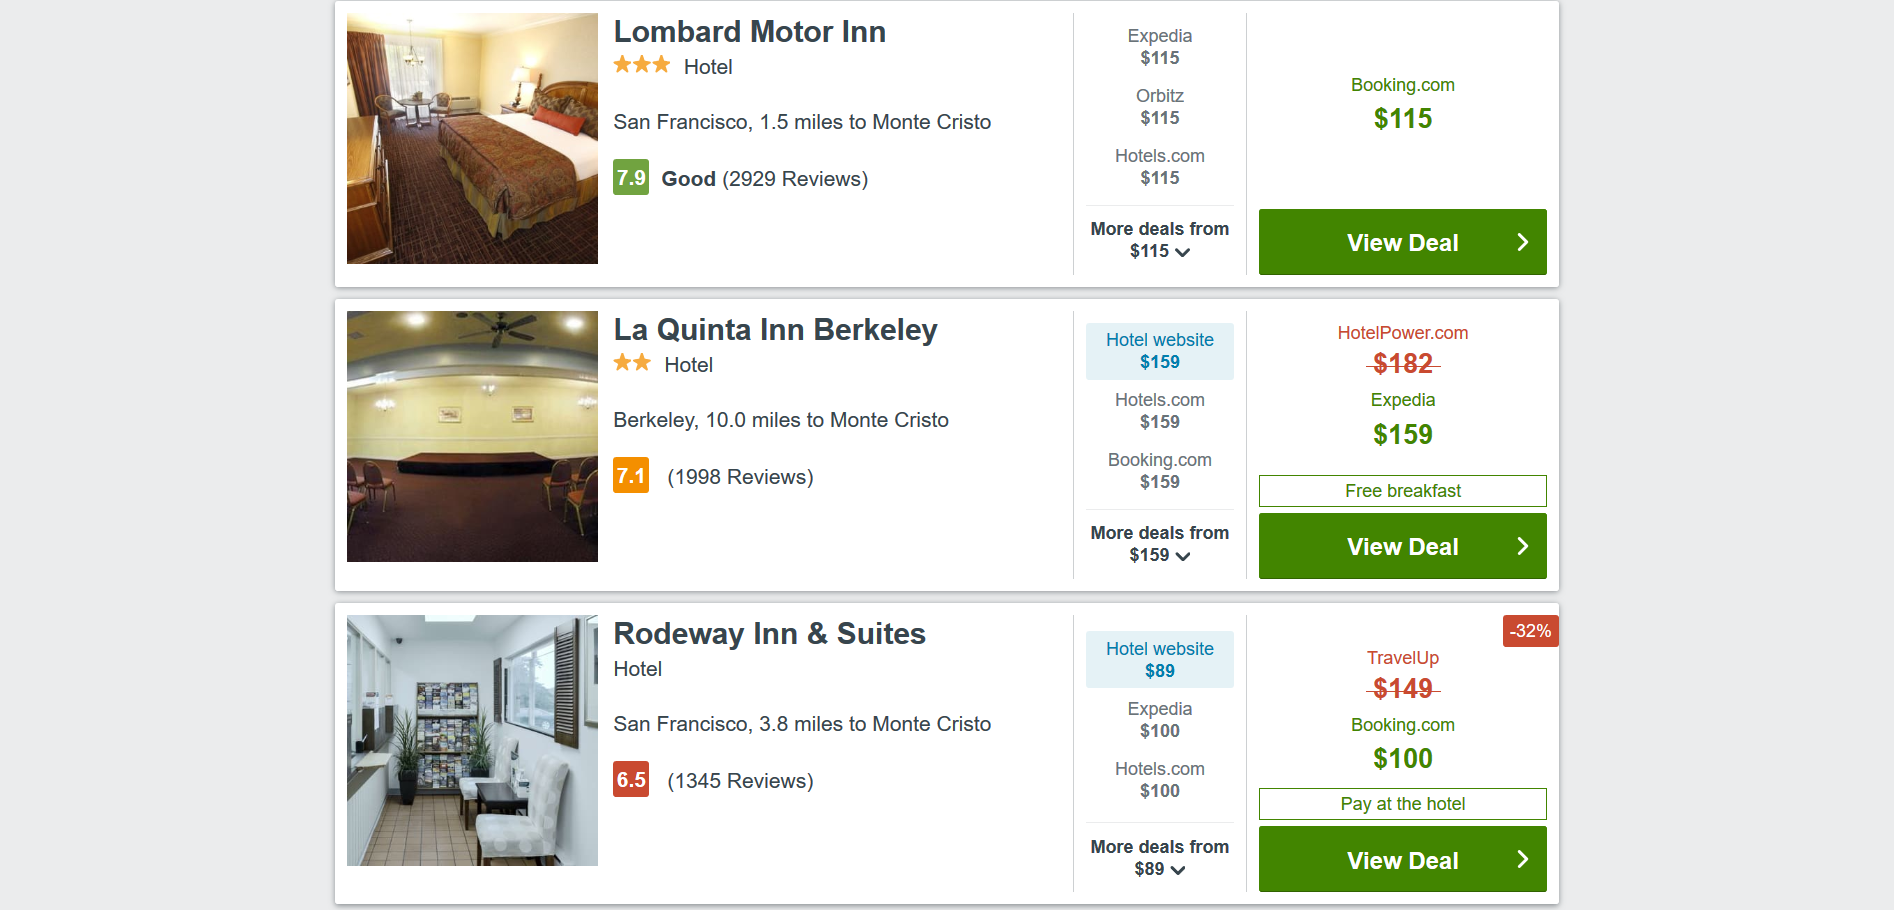 Lombard Motor Inn
Hotel
San Francisco, 1.5 miles to Monte Cristo
7.9 Good (2929 Reviews)
Expedia
$115
Orbitz
$115
Hotels.com
$115
More deals from
$115
Booking.com
$115
View Deal
La Quinta Inn Berkeley
Hotel
Berkeley, 10.0 miles to Monte Cristo
7.1 (1998 Reviews)
Hotel website
$159
Hotels.com
$159
Booking.com
$159
More deals from
$159
HotelPower.com
$182
Expedia
$159
Free breakfast
View Deal
Rodeway Inn & Suites
Hotel
San Francisco, 3.8 miles to Monte Cristo
6.5 (1345 Reviews)
Hotel website
$89
Expedia
$100
Hotels.com
$100
More deals from
$89
-32%
TravelUp
$149
Booking.com
$100
Pay at the hotel
View Deal